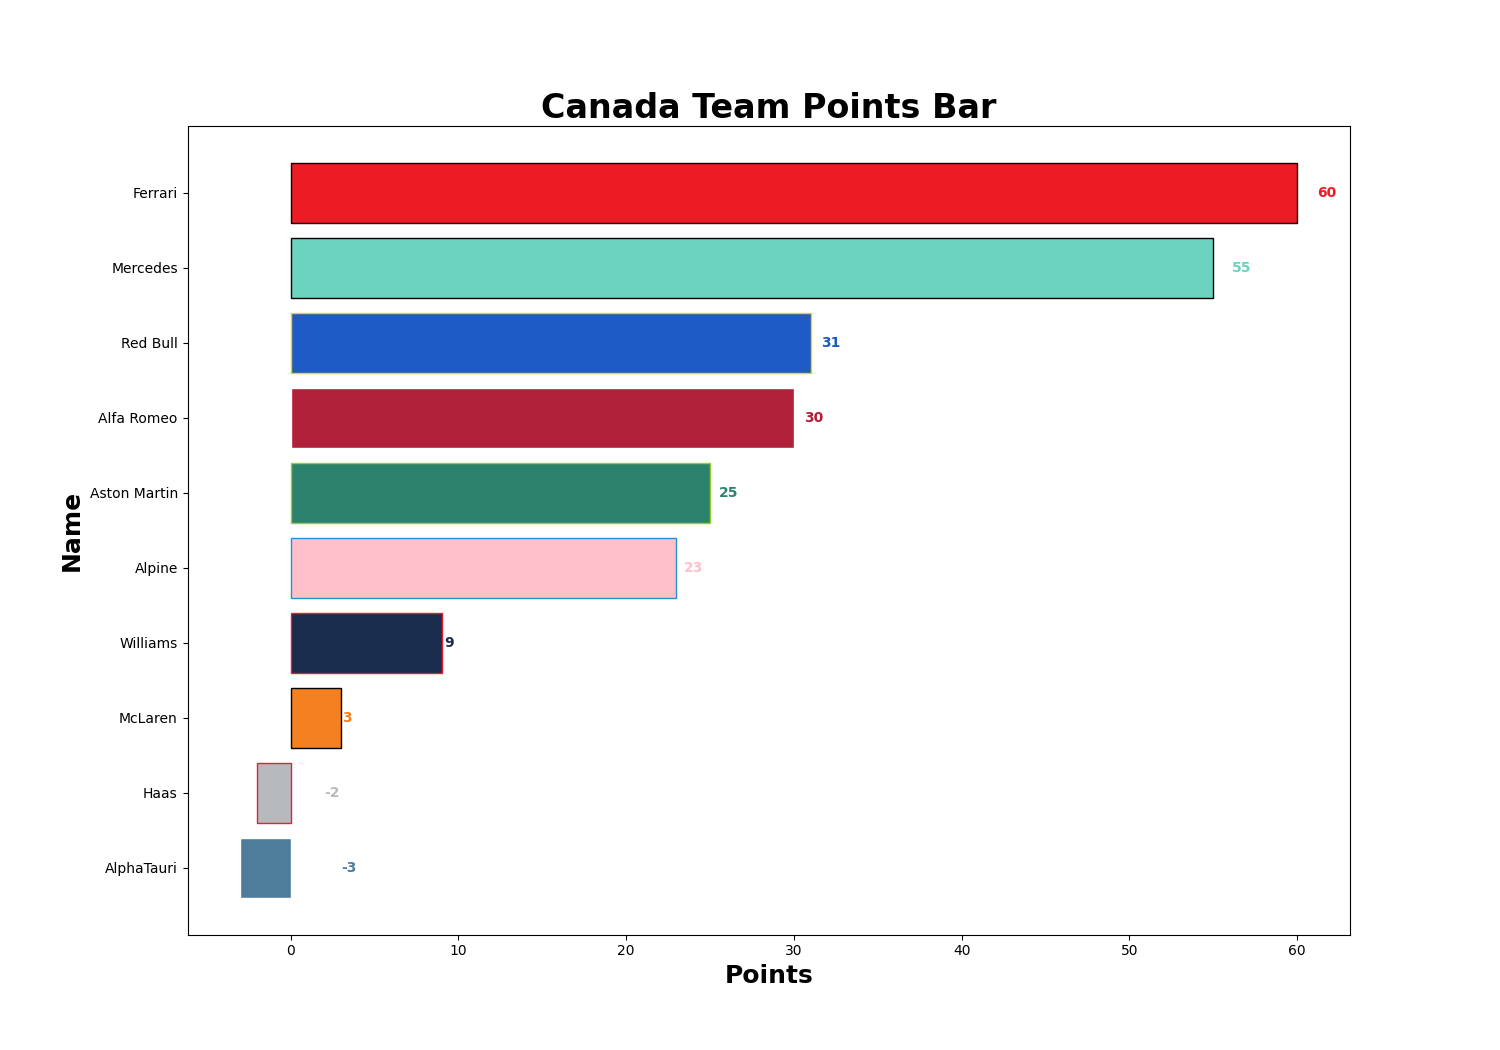 Canada Team Points Bar
Ferrari 60
Mercedes 55
Red Bull 31
Alfa Romeo 30
Aston Martin 25
Alpine 23
Williams 9
McLaren 3
Haas -2
AlphaTauri -3
Name
0 10 20 30 40 50 60
Points